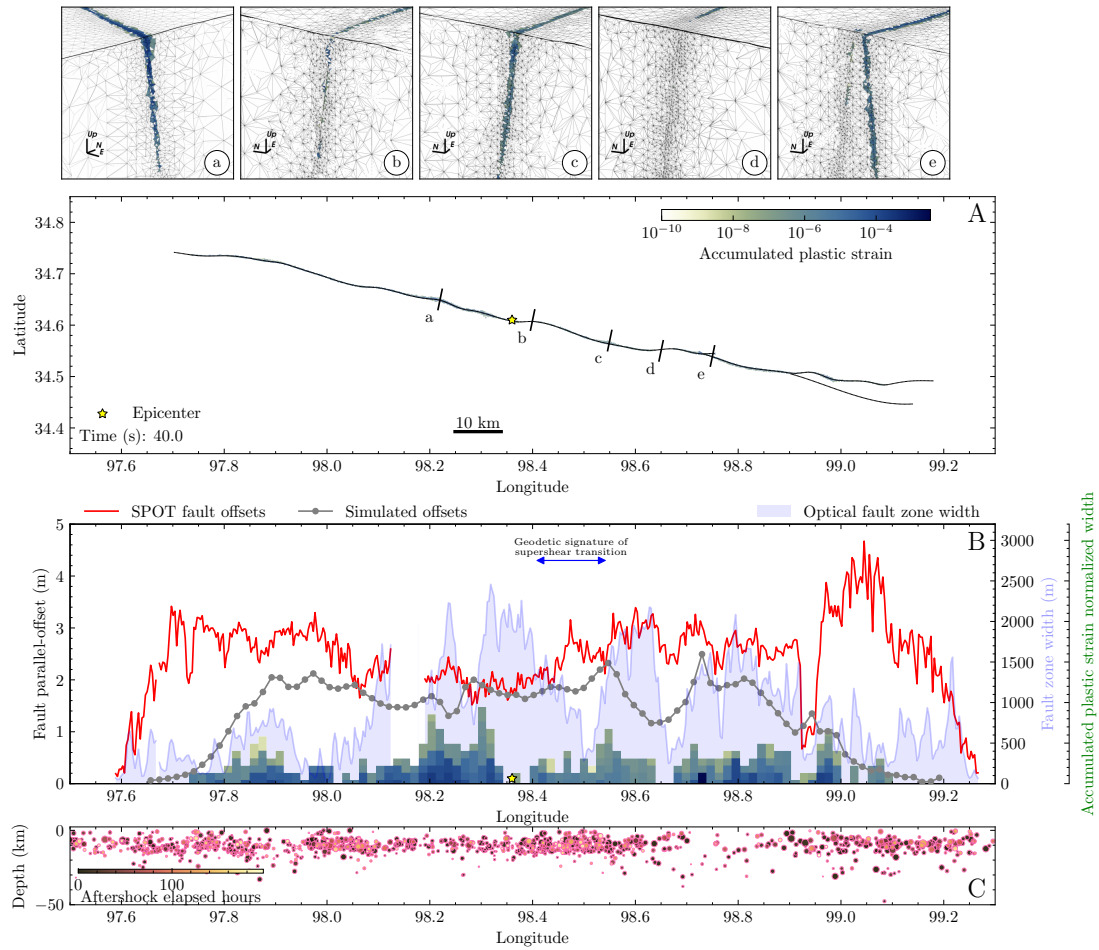 Up
N
E
a
Up
N
E
b
Up
N
E
c
Up
N
E
d
Up
N
E
e
A
34.8
34.7
34.6
34.5
34.4
Latitude
10⁻¹⁰ 10⁻⁸ 10⁻⁶ 10⁻⁴
Accumulated plastic strain
a
b
c
d
e
Epicenter
Time (s): 40.0
10 km
97.6 97.8 98.0 98.2 98.4 98.6 98.8 99.0 99.2
Longitude
SPOT fault offsets
Simulated offsets
Optical fault zone width
B
Geodetic signature of
supershear transition
5
4
3
2
1
0
Fault parallel-offset (m)
3000
2500
2000
1500
1000
500
0
Fault zone width (m)
Accumulated plastic strain normalized width
97.6 97.8 98.0 98.2 98.4 98.6 98.8 99.0 99.2
Longitude
0
−50
Depth (km)
0 100
Aftershock elapsed hours
C
97.6 97.8 98.0 98.2 98.4 98.6 98.8 99.0 99.2
Longitude